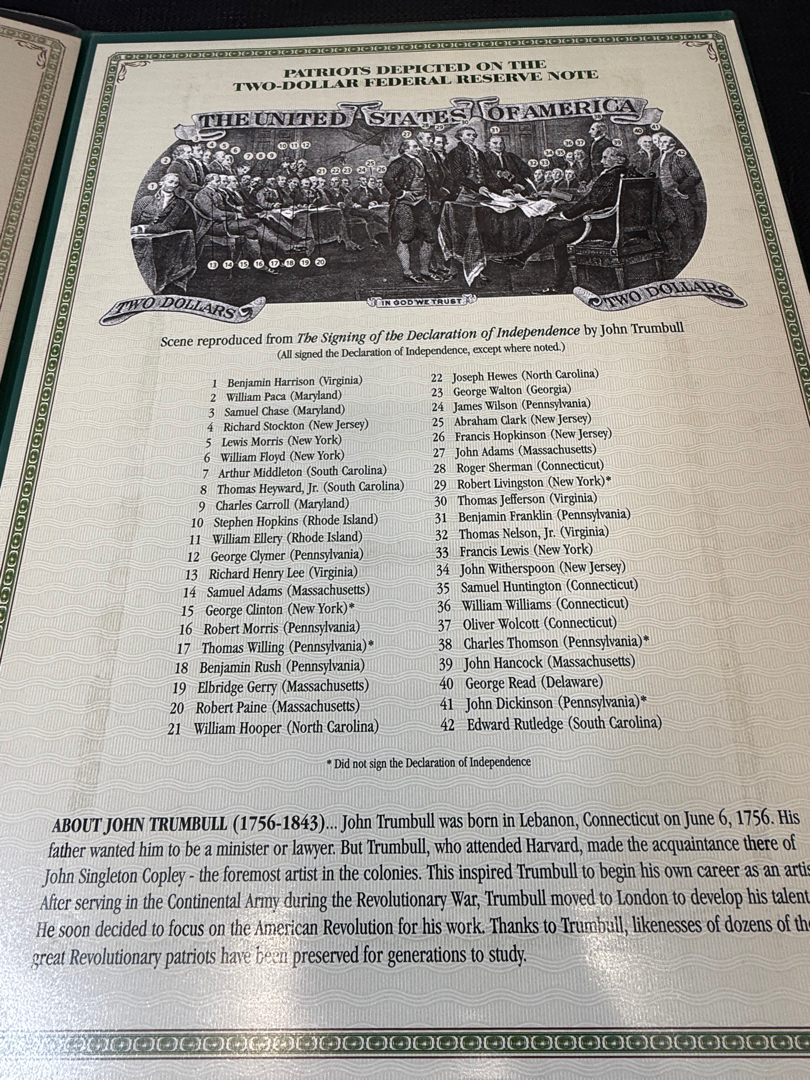 PATRIOTS DEPICTED ON THE
TWO-DOLLAR FEDERAL RESERVE NOTE
THE UNITED STATES OF AMERICA
TWO DOLLARS
IN GOD WE TRUST
TWO DOLLARS
Scene reproduced from The Signing of the Declaration of Independence by John Trumbull
(All signed the Declaration of Independence, except where noted.)
1 Benjamin Harrison (Virginia)
2 William Paca (Maryland)
3 Samuel Chase (Maryland)
4 Richard Stockton (New Jersey)
5 Lewis Morris (New York)
6 William Floyd (New York)
7 Arthur Middleton (South Carolina)
8 Thomas Heyward, Jr. (South Carolina)
9 Charles Carroll (Maryland)
10 Stephen Hopkins (Rhode Island)
11 William Ellery (Rhode Island)
12 George Clymer (Pennsylvania)
13 Richard Henry Lee (Virginia)
14 Samuel Adams (Massachusetts)
15 George Clinton (New York)*
16 Robert Morris (Pennsylvania)
17 Thomas Willing (Pennsylvania)*
18 Benjamin Rush (Pennsylvania)
19 Elbridge Gerry (Massachusetts)
20 Robert Paine (Massachusetts)
21 William Hooper (North Carolina)
22 Joseph Hewes (North Carolina)
23 George Walton (Georgia)
24 James Wilson (Pennsylvania)
25 Abraham Clark (New Jersey)
26 Francis Hopkinson (New Jersey)
27 John Adams (Massachusetts)
28 Roger Sherman (Connecticut)
29 Robert Livingston (New York)*
30 Thomas Jefferson (Virginia)
31 Benjamin Franklin (Pennsylvania)
32 Thomas Nelson, Jr. (Virginia)
33 Francis Lewis (New York)
34 John Witherspoon (New Jersey)
35 Samuel Huntington (Connecticut)
36 William Williams (Connecticut)
37 Oliver Wolcott (Connecticut)
38 Charles Thomson (Pennsylvania)*
39 John Hancock (Massachusetts)
40 George Read (Delaware)
41 John Dickinson (Pennsylvania)*
42 Edward Rutledge (South Carolina)
* Did not sign the Declaration of Independence
ABOUT JOHN TRUMBULL (1756-1843)... John Trumbull was born in Lebanon, Connecticut on June 6, 1756. His
father wanted him to be a minister or lawyer. But Trumbull, who attended Harvard, made the acquaintance there of
John Singleton Copley - the foremost artist in the colonies. This inspired Trumbull to begin his own career as an artis
After serving in the Continental Army during the Revolutionary War, Trumbull moved to London to develop his talent
He soon decided to focus on the American Revolution for his work. Thanks to Trumbull, likenesses of dozens of th
great Revolutionary patriots have been preserved for generations to study.